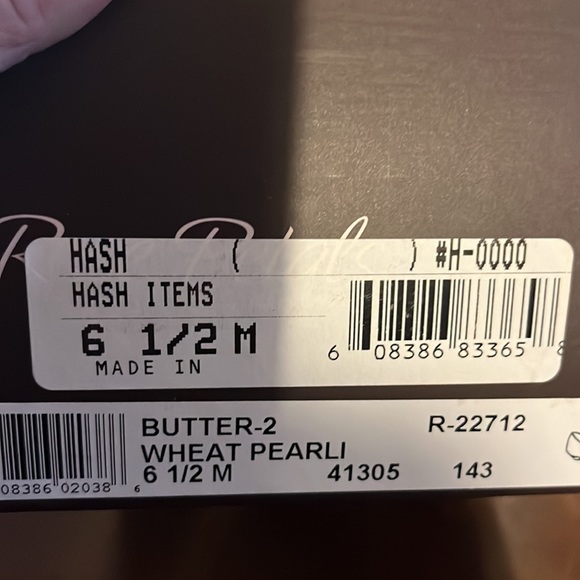 HASH ( ) #H-0000
HASH ITEMS
6 1/2 M
MADE IN
6 08386 83365 8
BUTTER-2 R-22712
WHEAT PEARLI
6 1/2 M 41305 143
08386 02038 6